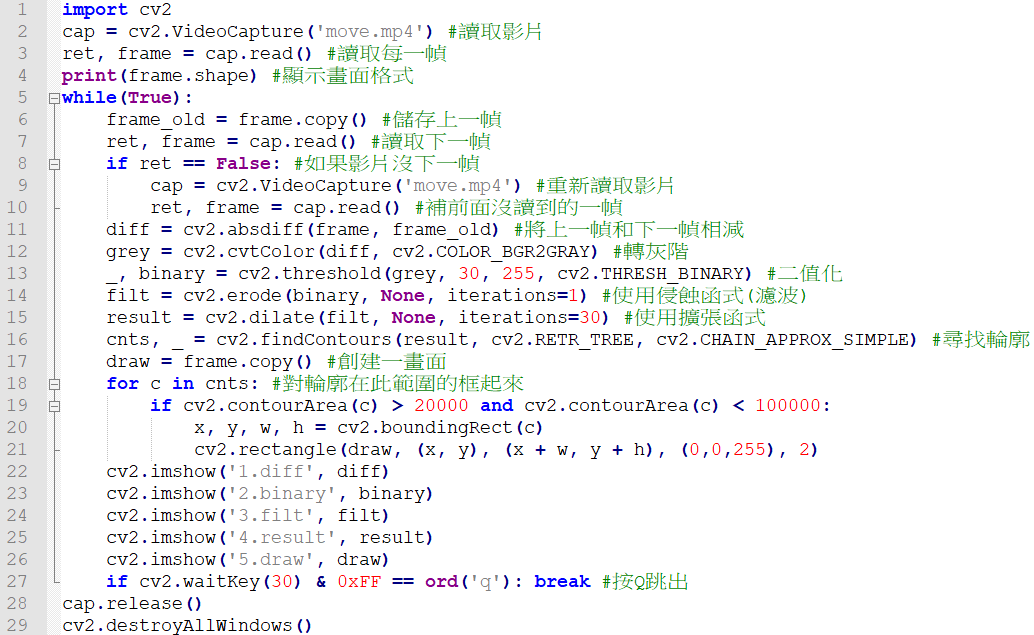 1 import cv2
2 cap = cv2.VideoCapture('move.mp4') #讀取影片
3 ret, frame = cap.read() #讀取每一幀
4 print(frame.shape) #顯示畫面格式
5 while(True):
6     frame_old = frame.copy() #儲存上一幀
7     ret, frame = cap.read() #讀取下一幀
8     if ret == False: #如果影片沒下一幀
9         cap = cv2.VideoCapture('move.mp4') #重新讀取影片
10         ret, frame = cap.read() #補前面沒讀到的一幀
11     diff = cv2.absdiff(frame, frame_old) #將上一幀和下一幀相減
12     grey = cv2.cvtColor(diff, cv2.COLOR_BGR2GRAY) #轉灰階
13     _, binary = cv2.threshold(grey, 30, 255, cv2.THRESH_BINARY) #二值化
14     filt = cv2.erode(binary, None, iterations=1) #使用侵蝕函式(濾波)
15     result = cv2.dilate(filt, None, iterations=30) #使用擴張函式
16     cnts, _ = cv2.findContours(result, cv2.RETR_TREE, cv2.CHAIN_APPROX_SIMPLE) #尋找輪廓
17     draw = frame.copy() #創建一畫面
18     for c in cnts: #對輪廓在此範圍的框起來
19         if cv2.contourArea(c) > 20000 and cv2.contourArea(c) < 100000:
20             x, y, w, h = cv2.boundingRect(c)
21             cv2.rectangle(draw, (x, y), (x + w, y + h), (0,0,255), 2)
22     cv2.imshow('1.diff', diff)
23     cv2.imshow('2.binary', binary)
24     cv2.imshow('3.filt', filt)
25     cv2.imshow('4.result', result)
26     cv2.imshow('5.draw', draw)
27     if cv2.waitKey(30) & 0xFF == ord('q'): break #按Q跳出
28 cap.release()
29 cv2.destroyAllWindows()